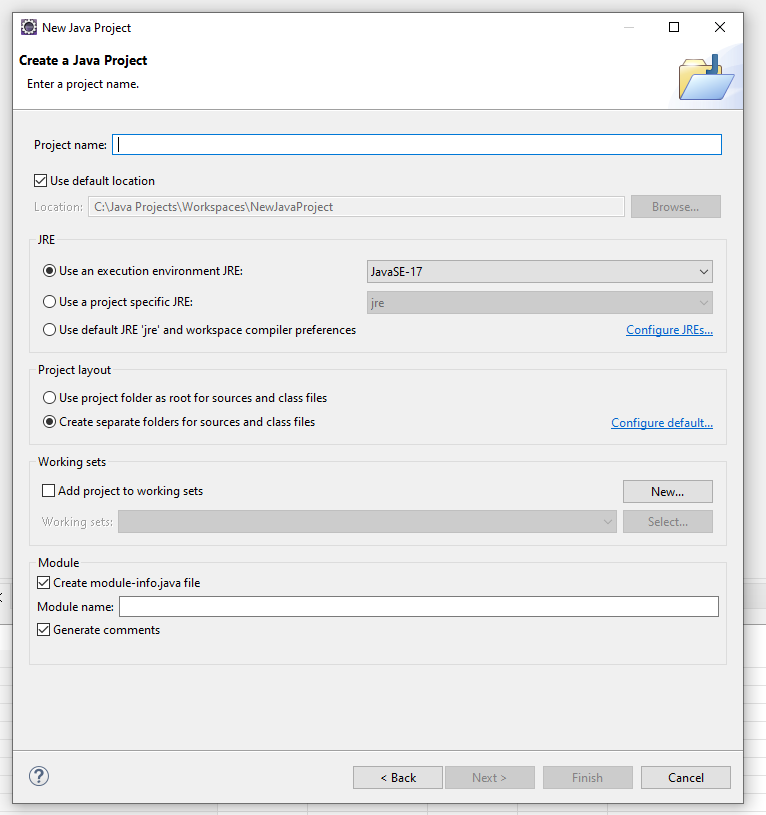 New Java Project
Create a Java Project
Enter a project name.
Project name:
Use default location
Location: C:\Java Projects\Workspaces\NewJavaProject Browse...
JRE
Use an execution environment JRE: JavaSE-17
Use a project specific JRE: jre
Use default JRE 'jre' and workspace compiler preferences Configure JREs...
Project layout
Use project folder as root for sources and class files
Create separate folders for sources and class files Configure default...
Working sets
Add project to working sets New...
Working sets: Select...
Module
Create module-info.java file
Module name:
Generate comments
? < Back Next > Finish Cancel